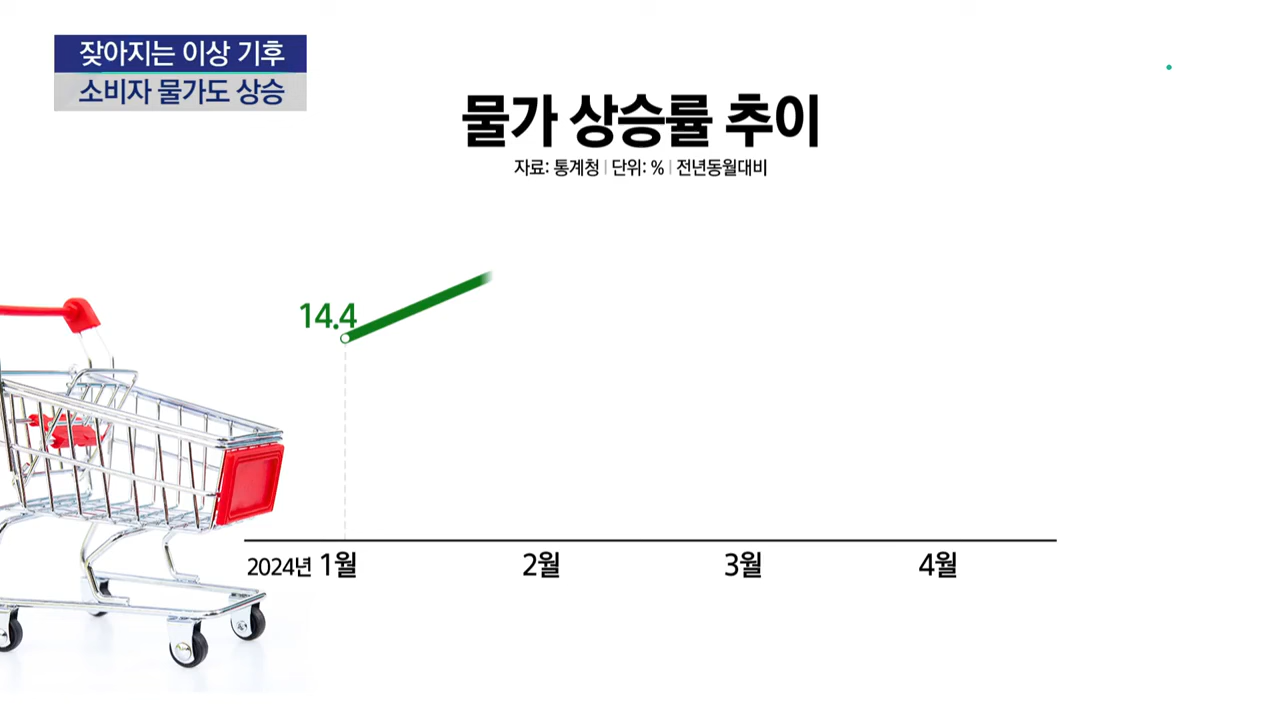 잦아지는 이상 기후
소비자 물가도 상승
물가 상승률 추이
자료: 통계청 | 단위: % | 전년동월대비
14.4
2024년 1월 2월 3월 4월